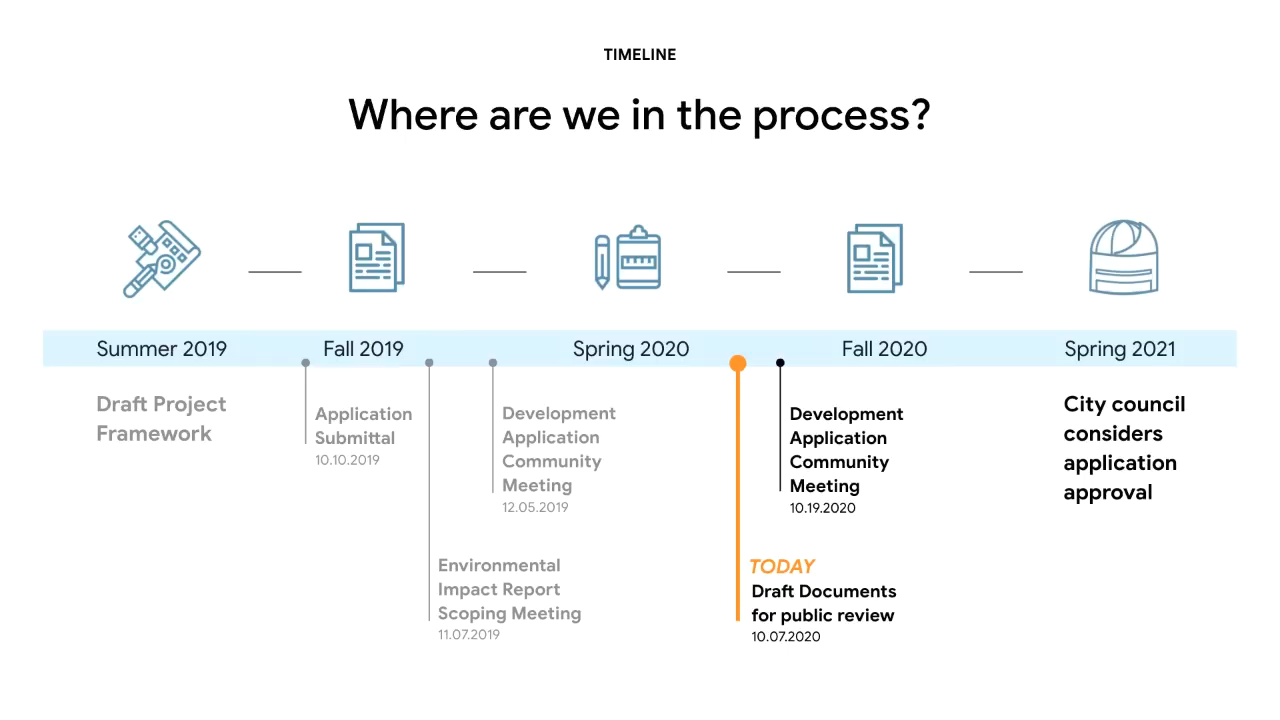 TIMELINE
Where are we in the process?
Summer 2019
Fall 2019
Spring 2020
Fall 2020
Spring 2021
Draft Project
Framework
Application
Submittal
10.10.2019
Environmental
Impact Report
Scoping Meeting
11.07.2019
Development
Application
Community
Meeting
12.05.2019
TODAY
Draft Documents
for public review
10.07.2020
Development
Application
Community
Meeting
10.19.2020
City council
considers
application
approval